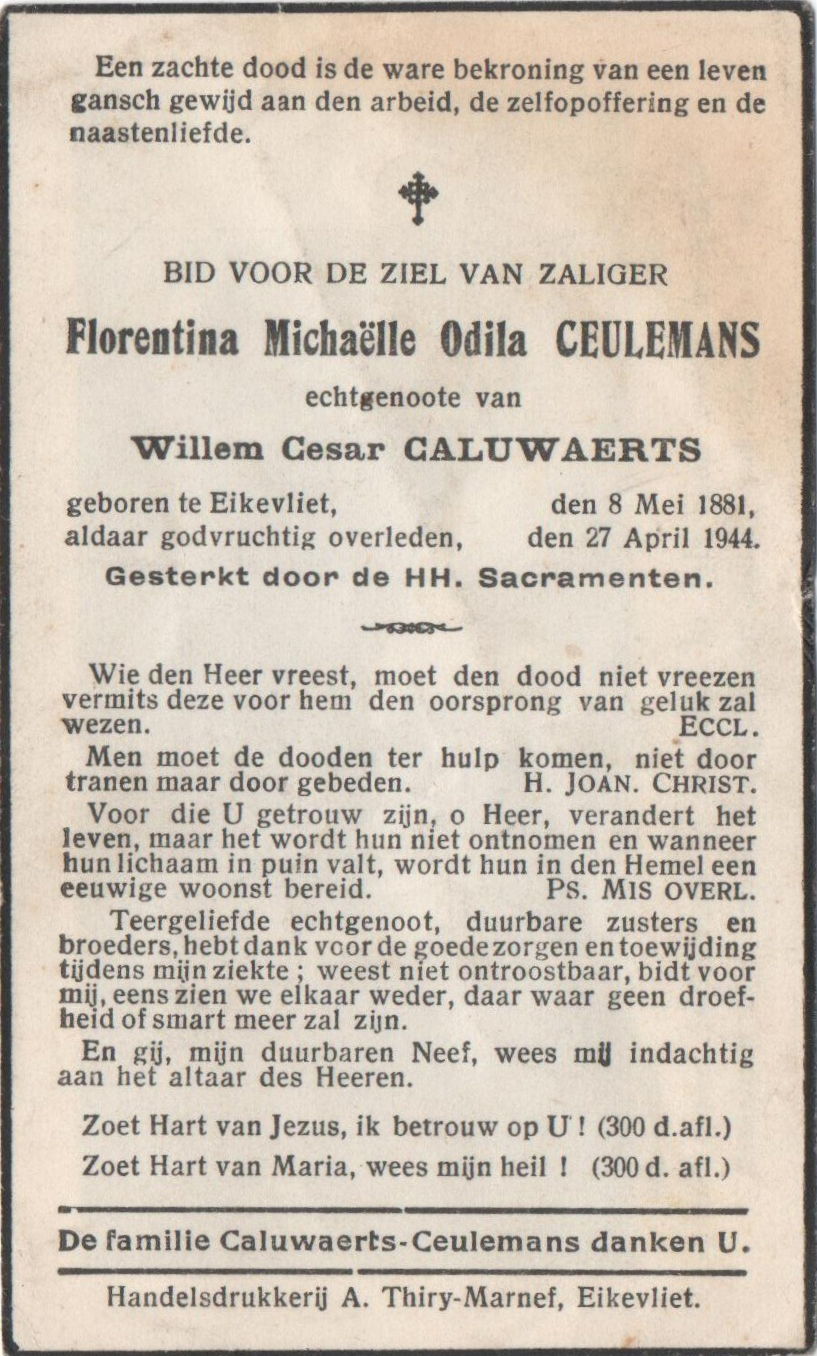 Een zachte dood is de ware bekroning van een leven
gansch gewijd aan den arbeid, de zelfopoffering en de
naastenliefde.
BID VOOR DE ZIEL VAN ZALIGER
Florentina Michaëlle Odila CEULEMANS
echtgenoote van
Willem Cesar CALUWAERTS
geboren te Eikevliet, den 8 Mei 1881,
aldaar godvruchtig overleden, den 27 April 1944.
Gesterkt door de HH. Sacramenten.
Wie den Heer vreest, moet den dood niet vreezen
vermits deze voor hem den oorsprong van geluk zal
wezen. ECCL.
Men moet de dooden ter hulp komen, niet door
tranen maar door gebeden. H. JOAN. CHRIST.
Voor die U getrouw zijn, o Heer, verandert het
leven, maar het wordt hun niet ontnomen en wanneer
hun lichaam in puin valt, wordt hun in den Hemel een
eeuwige woonst bereid. PS. MIS OVERL.
Teergeliefde echtgenoot, duurbare zusters en
broeders, hebt dank voor de goede zorgen en toewijding
tijdens mijn ziekte ; weest niet ontroostbaar, bidt voor
mij, eens zien we elkaar weder, daar waar geen droef-
heid of smart meer zal zijn.
En gij, mijn duurbaren Neef, wees mij indachtig
aan het altaar des Heeren.
Zoet Hart van Jezus, ik betrouw op U ! (300 d.afl.)
Zoet Hart van Maria, wees mijn heil ! (300 d. afl.)
De familie Caluwaerts-Ceulemans danken U.
Handelsdrukkerij A. Thiry-Marnef, Eikevliet.